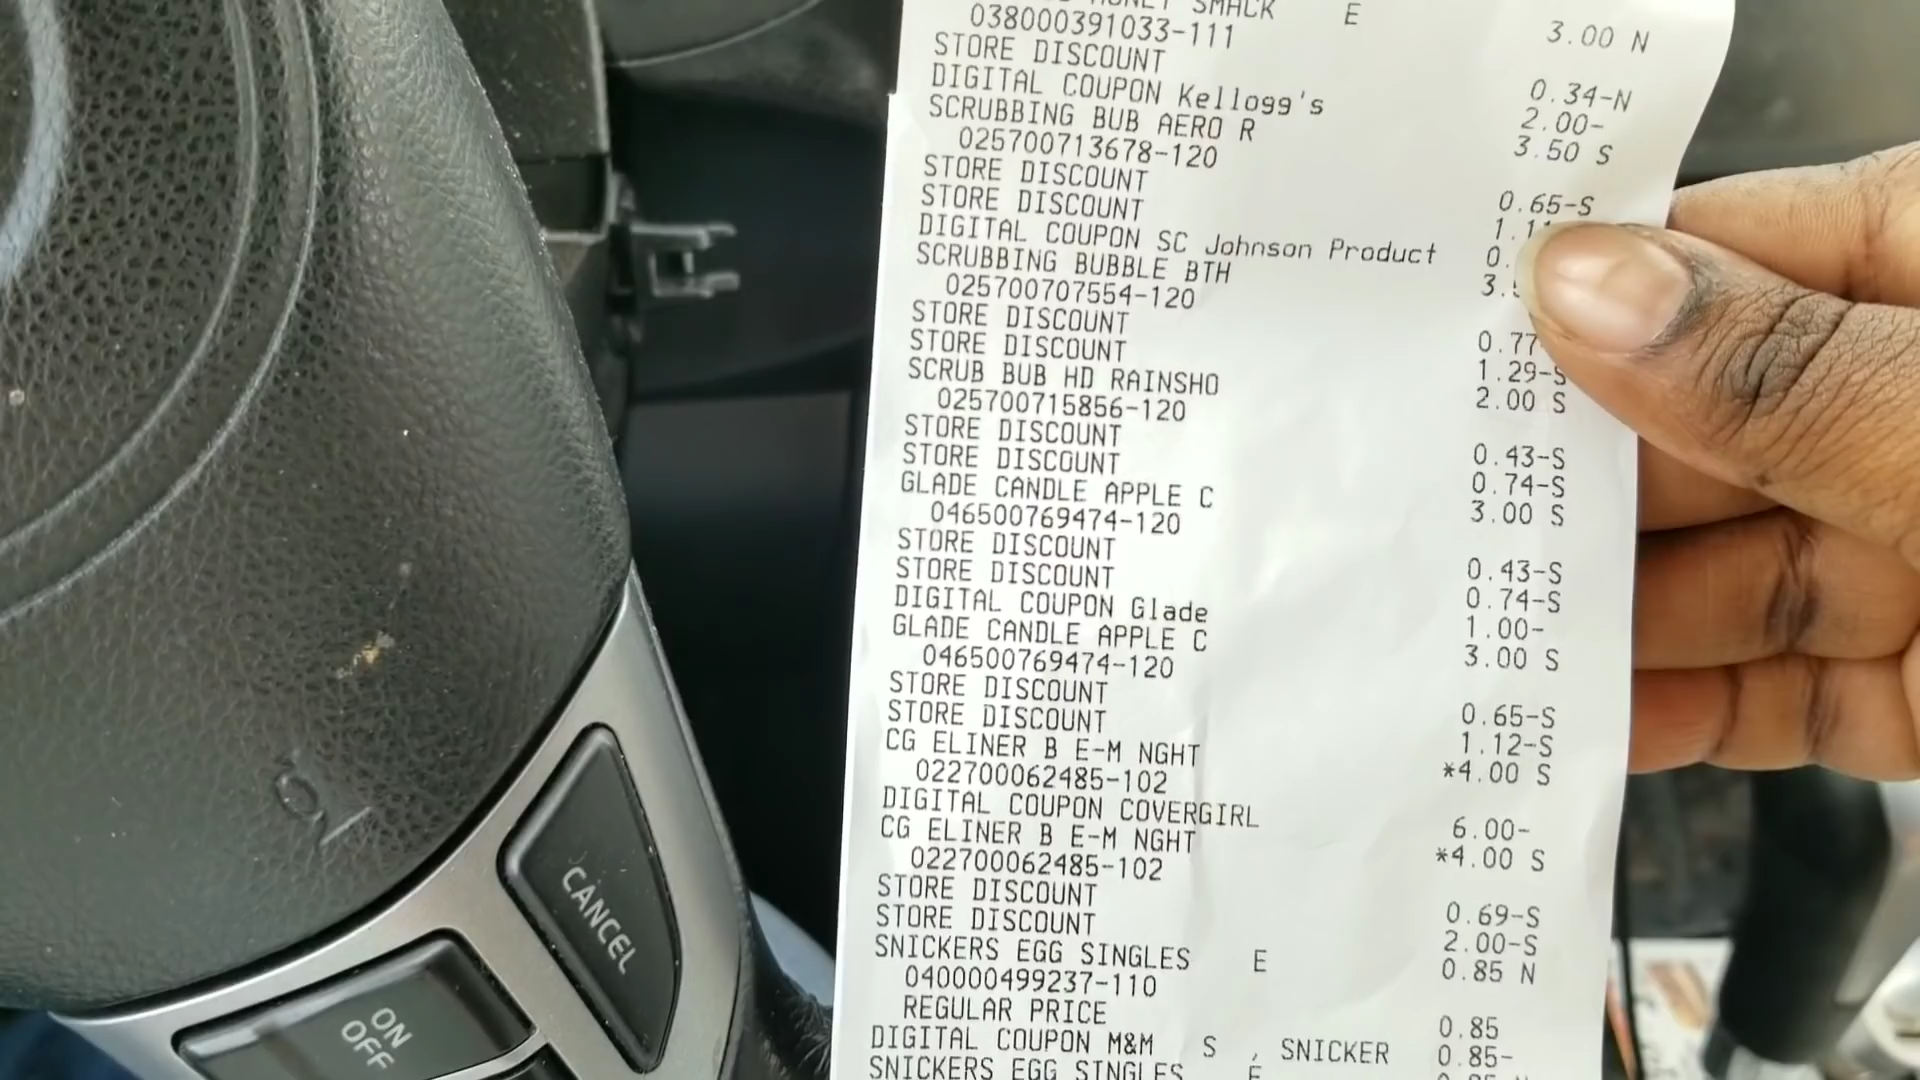 SMACK E 3.00 N
038000391033-111
STORE DISCOUNT 0.34-N
DIGITAL COUPON Kellogg's 2.00-
SCRUBBING BUB AERO R 3.50 S
025700713678-120
STORE DISCOUNT 0.65-S
STORE DISCOUNT
DIGITAL COUPON SC Johnson Product
SCRUBBING BUBBLE BTH
025700707554-120
STORE DISCOUNT 0.77
STORE DISCOUNT 1.29-S
SCRUB BUB HD RAINSHO 2.00 S
025700715856-120
STORE DISCOUNT 0.43-S
STORE DISCOUNT 0.74-S
GLADE CANDLE APPLE C 3.00 S
046500769474-120
STORE DISCOUNT 0.43-S
STORE DISCOUNT 0.74-S
DIGITAL COUPON Glade 1.00-
GLADE CANDLE APPLE C 3.00 S
046500769474-120
STORE DISCOUNT 0.65-S
STORE DISCOUNT 1.12-S
CG ELINER B E-M NGHT *4.00 S
022700062485-102
DIGITAL COUPON COVERGIRL 6.00-
CG ELINER B E-M NGHT *4.00 S
022700062485-102
STORE DISCOUNT 0.69-S
STORE DISCOUNT 2.00-S
SNICKERS EGG SINGLES E 0.85 N
040000499237-110
REGULAR PRICE 0.85
DIGITAL COUPON M&M S , SNICKER 0.85-
SNICKERS EGG SINGLES E
CANCEL
ON
OFF